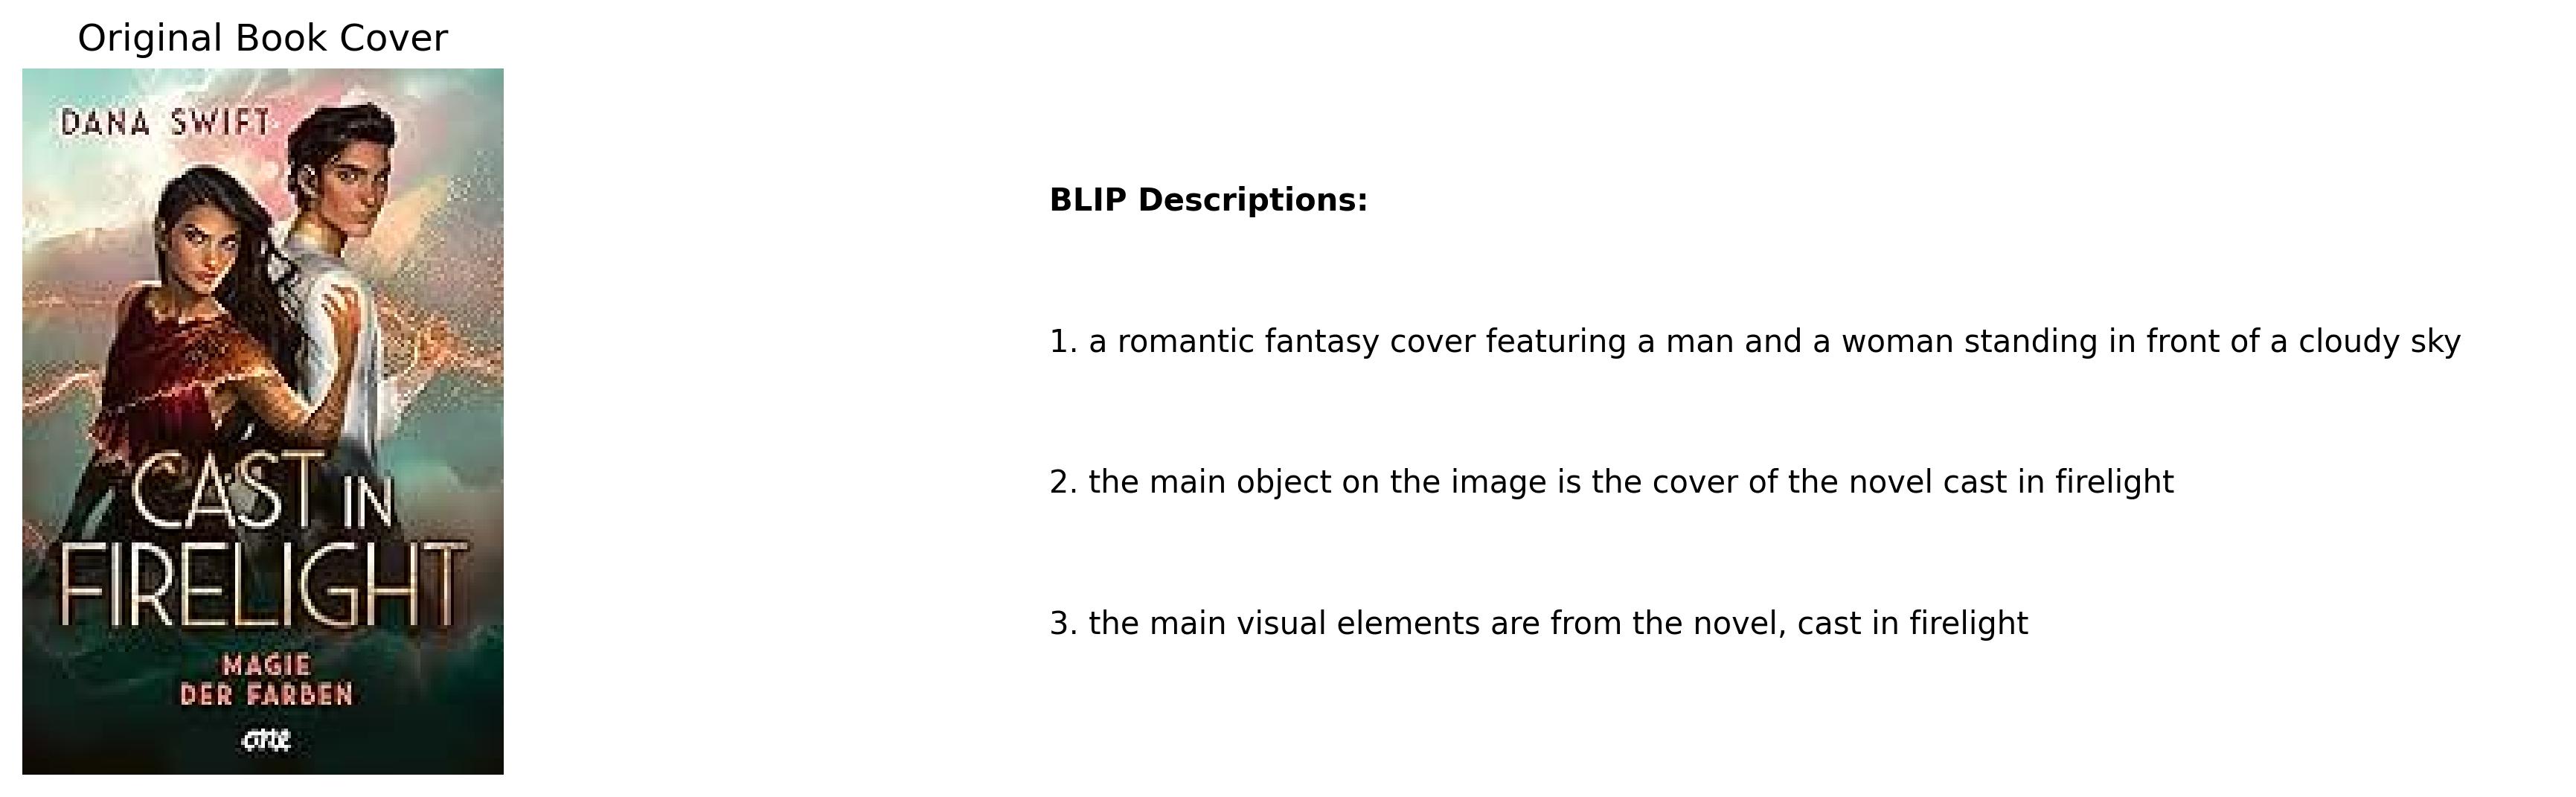 Original Book Cover
DANA SWIFT
CAST IN
FIRELIGHT
MAGIE
DER FARBEN
one
BLIP Descriptions:
1. a romantic fantasy cover featuring a man and a woman standing in front of a cloudy sky
2. the main object on the image is the cover of the novel cast in firelight
3. the main visual elements are from the novel, cast in firelight